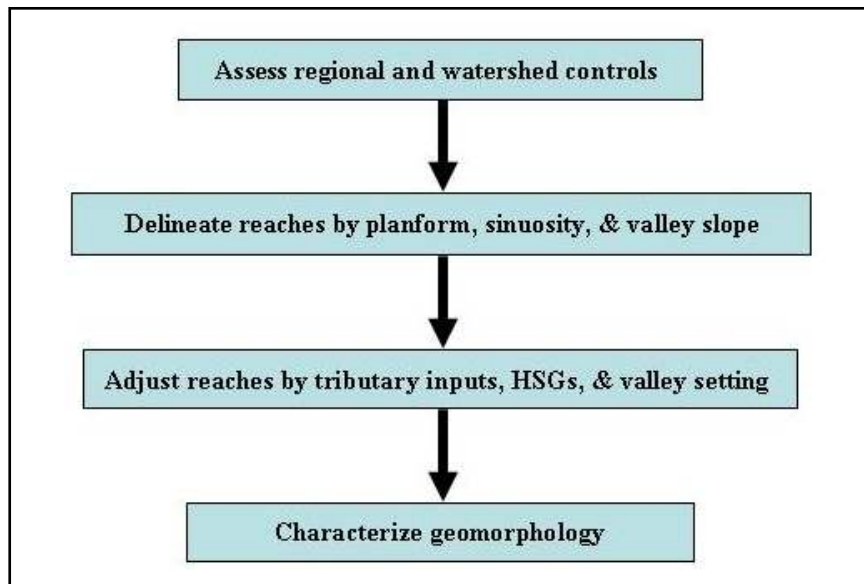 Assess regional and watershed controls
Delineate reaches by planform, sinuosity, & valley slope
Adjust reaches by tributary inputs, HSGs, & valley setting
Characterize geomorphology